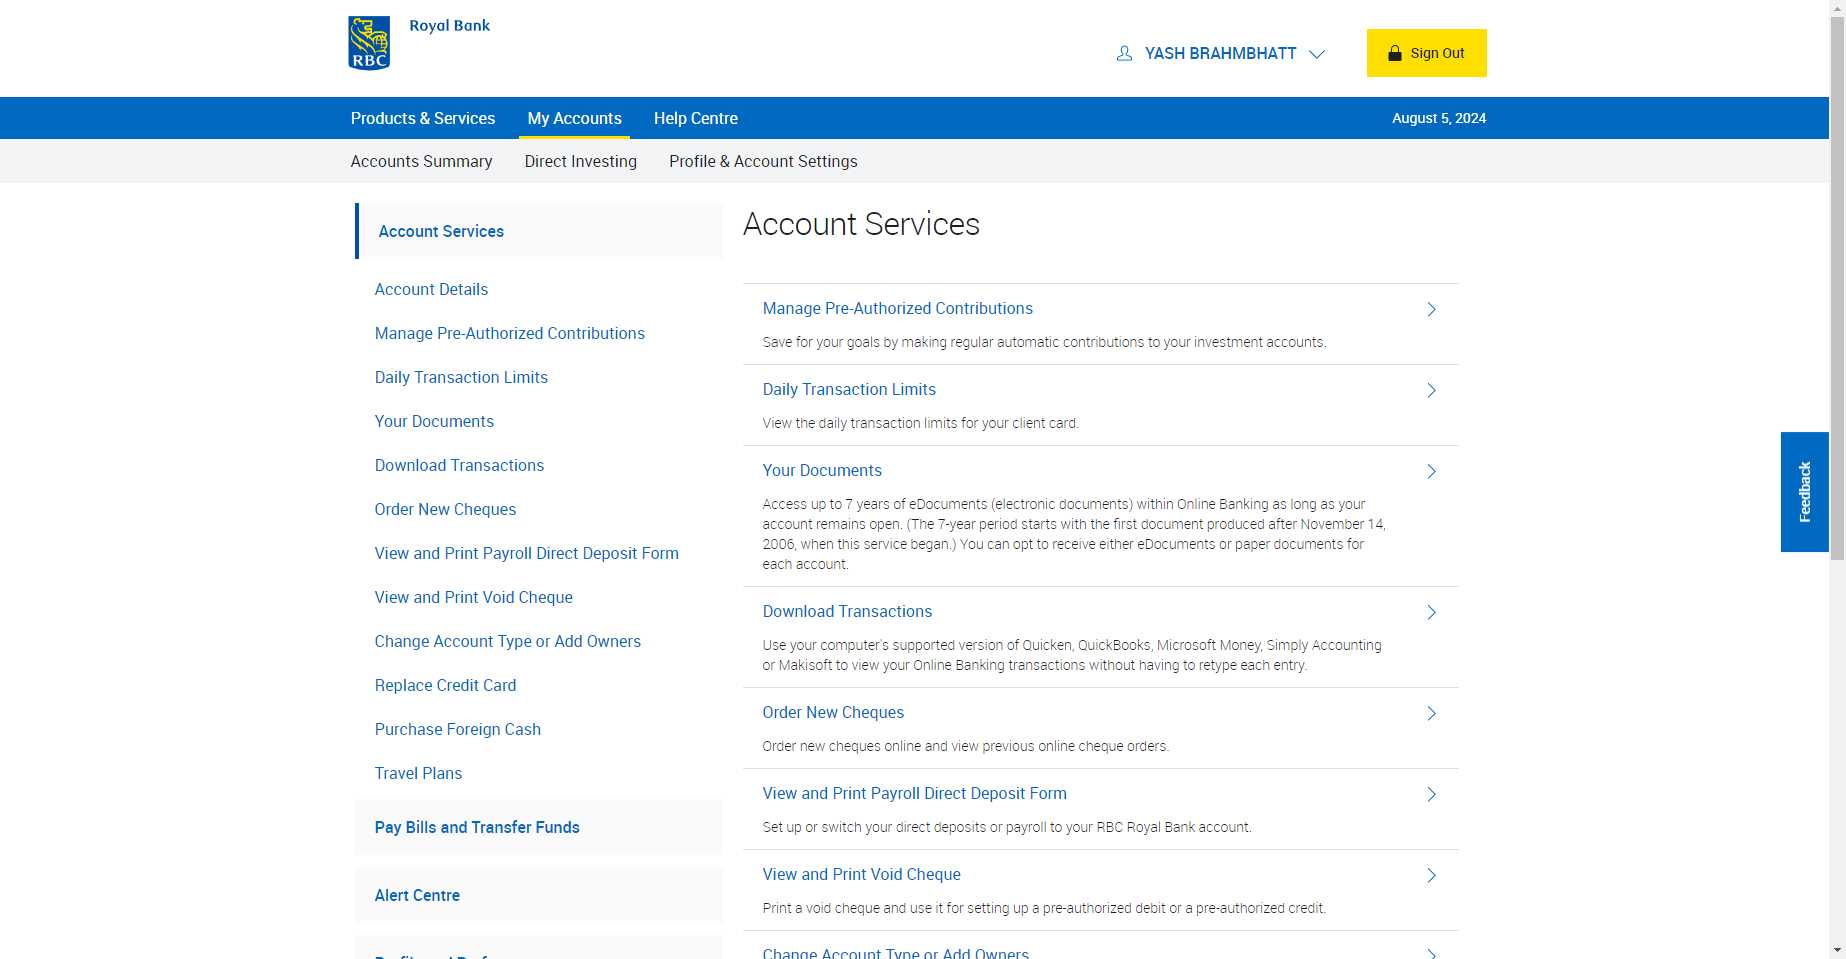 Royal Bank
RBC
YASH BRAHMBHATT
Sign Out
Products & Services
My Accounts
Help Centre
August 5, 2024
Accounts Summary
Direct Investing
Profile & Account Settings
Account Services
Account Details
Manage Pre-Authorized Contributions
Daily Transaction Limits
Your Documents
Download Transactions
Order New Cheques
View and Print Payroll Direct Deposit Form
View and Print Void Cheque
Change Account Type or Add Owners
Replace Credit Card
Purchase Foreign Cash
Travel Plans
Pay Bills and Transfer Funds
Alert Centre
Account Services
Manage Pre-Authorized Contributions
Save for your goals by making regular automatic contributions to your investment accounts.
Daily Transaction Limits
View the daily transaction limits for your client card.
Your Documents
Access up to 7 years of eDocuments (electronic documents) within Online Banking as long as your
account remains open. (The 7-year period starts with the first document produced after November 14,
2006, when this service began.) You can opt to receive either eDocuments or paper documents for
each account.
Download Transactions
Use your computer's supported version of Quicken, QuickBooks, Microsoft Money, Simply Accounting
or Makisoft to view your Online Banking transactions without having to retype each entry.
Order New Cheques
Order new cheques online and view previous online cheque orders.
View and Print Payroll Direct Deposit Form
Set up or switch your direct deposits or payroll to your RBC Royal Bank account.
View and Print Void Cheque
Print a void cheque and use it for setting up a pre-authorized debit or a pre-authorized credit.
Change Account Type or Add Owners
Feedback